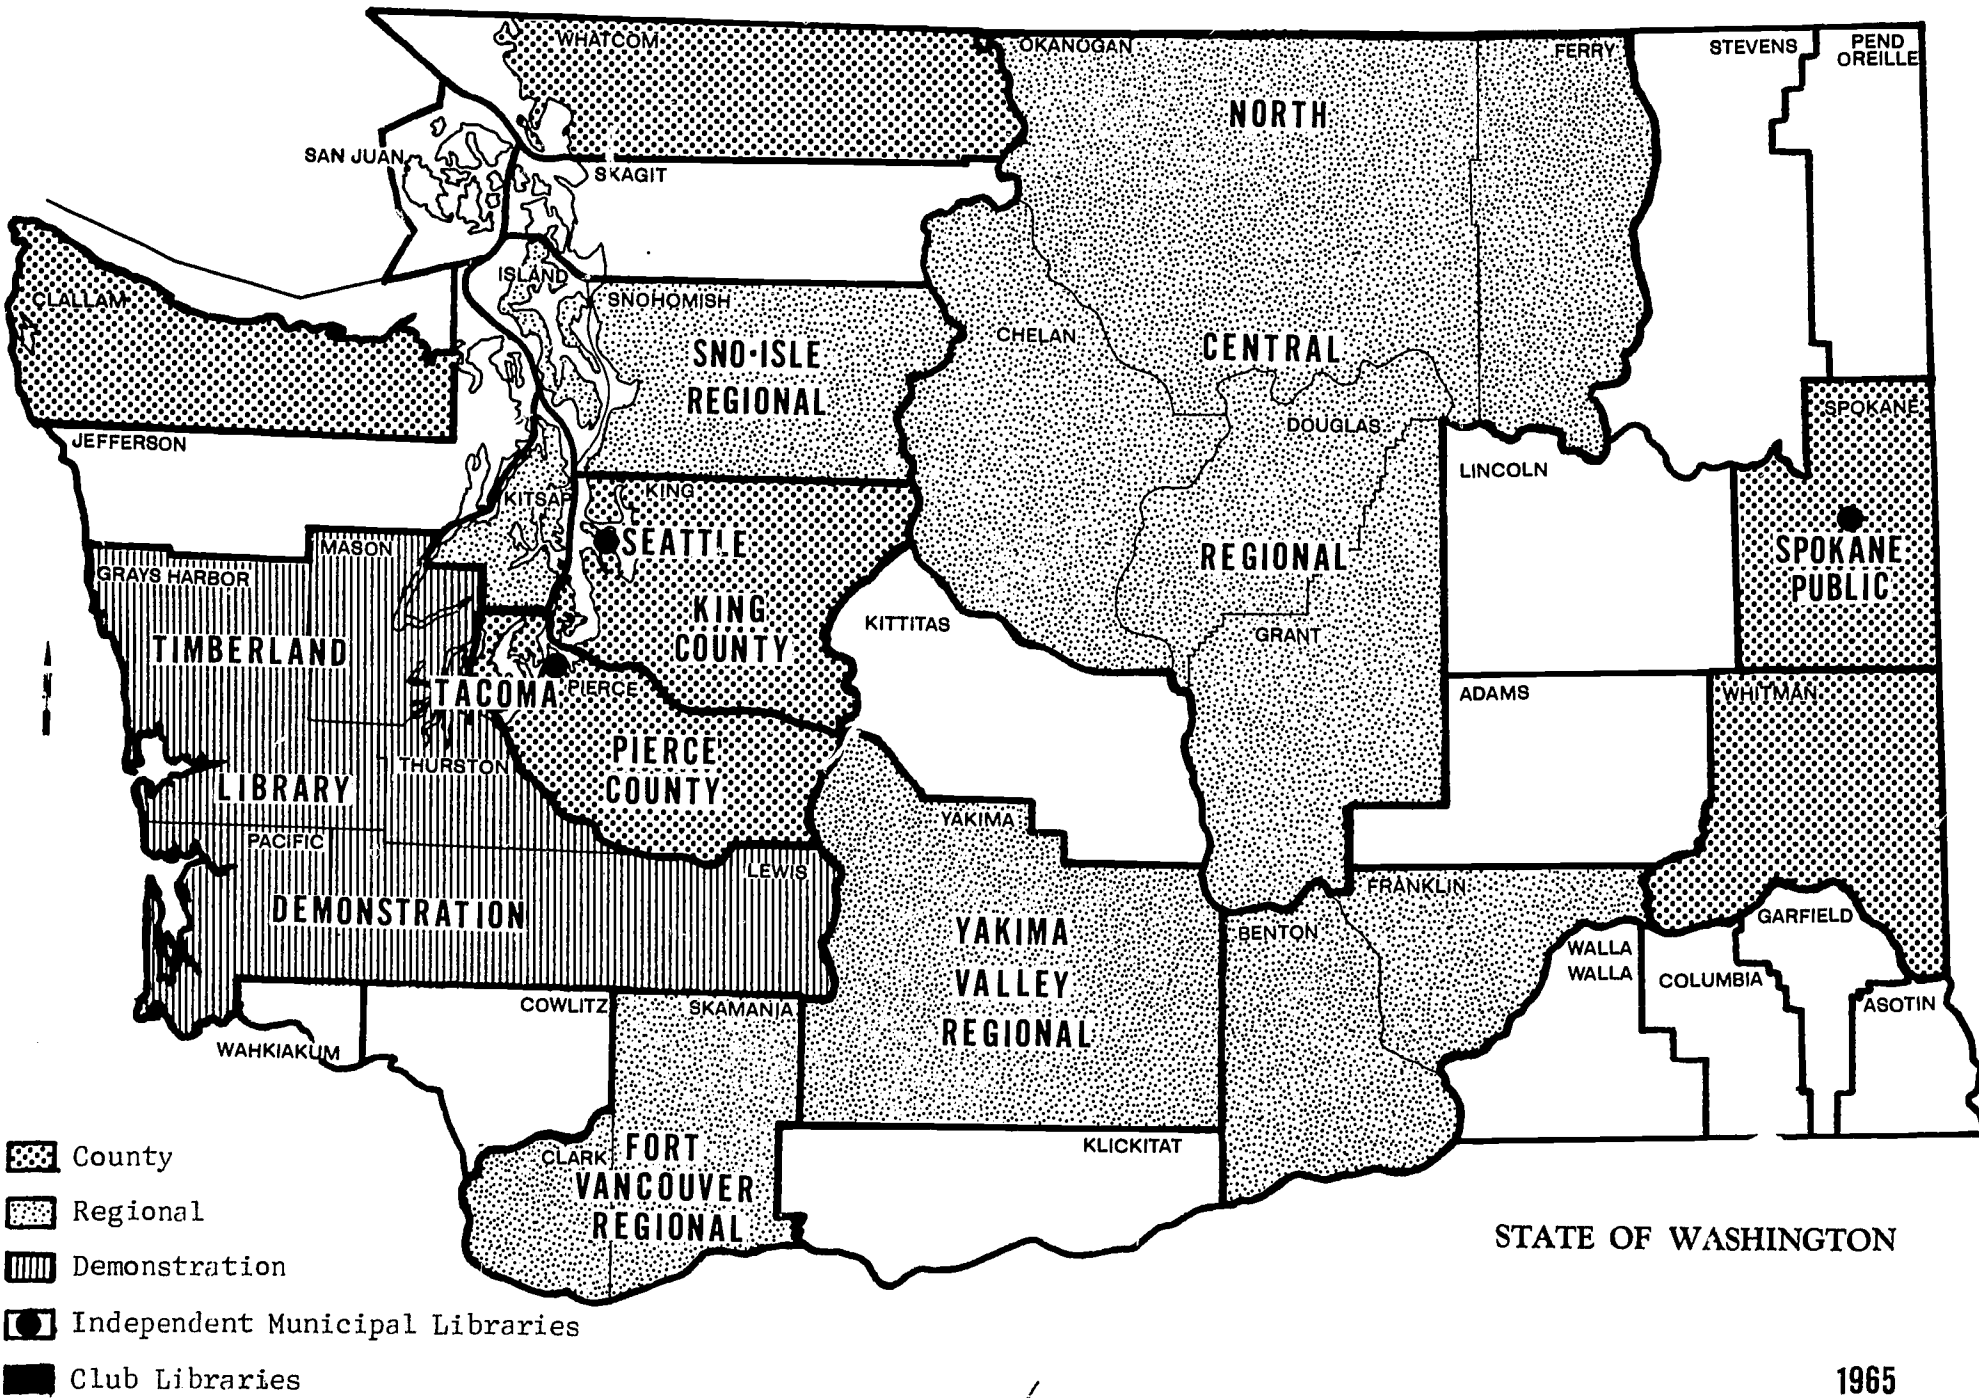 WHATCOM
OKANOGAN
FERRY
STEVENS
PEND
OREILLE
NORTH
SAN JUAN
SKAGIT
ISLAND
CLALLAM
SNOHOMISH
CHELAN
CENTRAL
SNO·ISLE
REGIONAL
DOUGLAS
SPOKANE
JEFFERSON
LINCOLN
KITSAP
KING
SEATTLE
MASON
GRAYS HARBOR
REGIONAL
SPOKANE
PUBLIC
KING
COUNTY
KITTITAS
GRANT
TIMBERLAND
TACOMA
PIERCE
ADAMS
WHITMAN
PIERCE
COUNTY
THURSTON
LIBRARY
YAKIMA
PACIFIC
LEWIS
FRANKLIN
DEMONSTRATION
GARFIELD
YAKIMA
VALLEY
REGIONAL
BENTON
WALLA
WALLA
COLUMBIA
ASOTIN
COWLITZ
SKAMANIA
WAHKIAKUM
KLICKITAT
CLARK
FORT
VANCOUVER
REGIONAL
County
Regional
Demonstration
Independent Municipal Libraries
Club Libraries
STATE OF WASHINGTON
1965